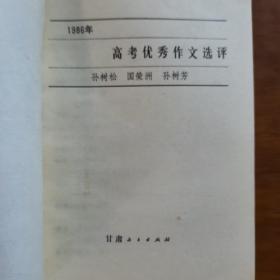 1986年
高考优秀作文选评
孙树松 国荣洲 孙树芳
甘肃人民出版社